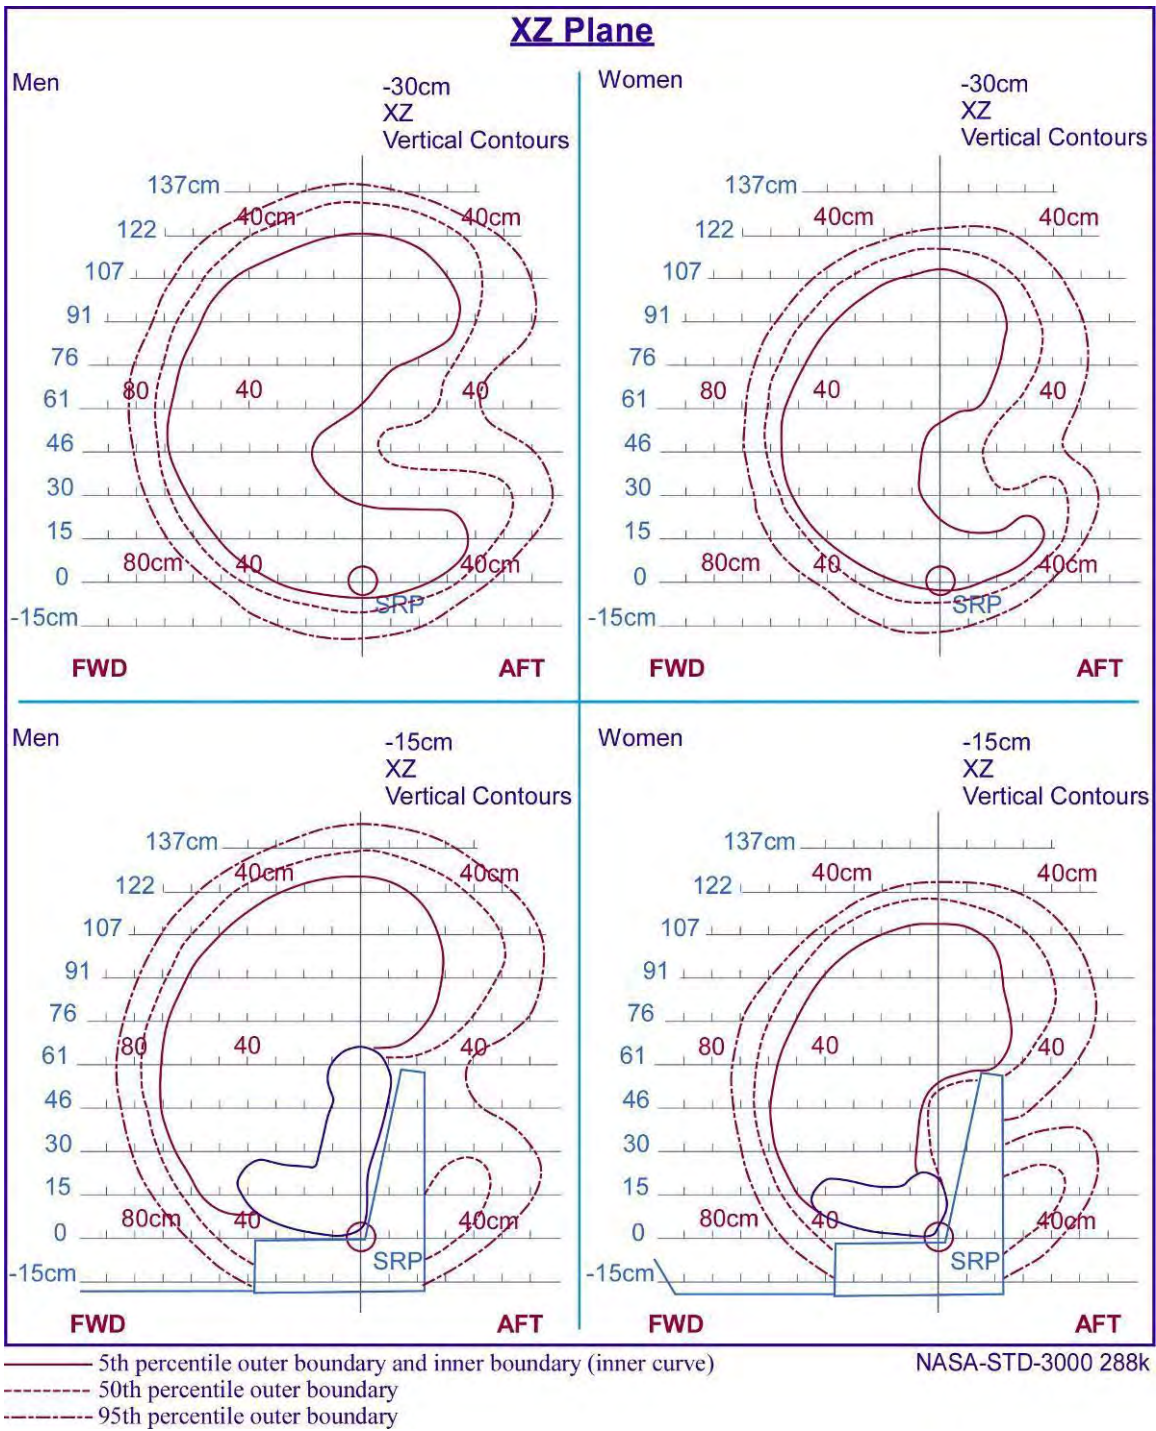 XZ Plane
Men
-30cm
XZ
Vertical Contours
137cm
40cm 40cm
122
107
91
76
80 40 40
61
46
30
15
80cm 40 40cm
0
SRP
-15cm
FWD AFT
Women
-30cm
XZ
Vertical Contours
137cm
40cm 40cm
122
107
91
76
80 40 40
61
46
30
15
80cm 40 40cm
0
SRP
-15cm
FWD AFT
Men
-15cm
XZ
Vertical Contours
137cm
40cm 40cm
122
107
91
76
80 40 40
61
46
30
15
80cm 40 40cm
0
SRP
-15cm
FWD AFT
Women
-15cm
XZ
Vertical Contours
137cm
40cm 40cm
122
107
91
76
80 40 40
61
46
30
15
80cm 40 40cm
0
SRP
-15cm
FWD AFT
5th percentile outer boundary and inner boundary (inner curve)
NASA-STD-3000 288k
50th percentile outer boundary
95th percentile outer boundary